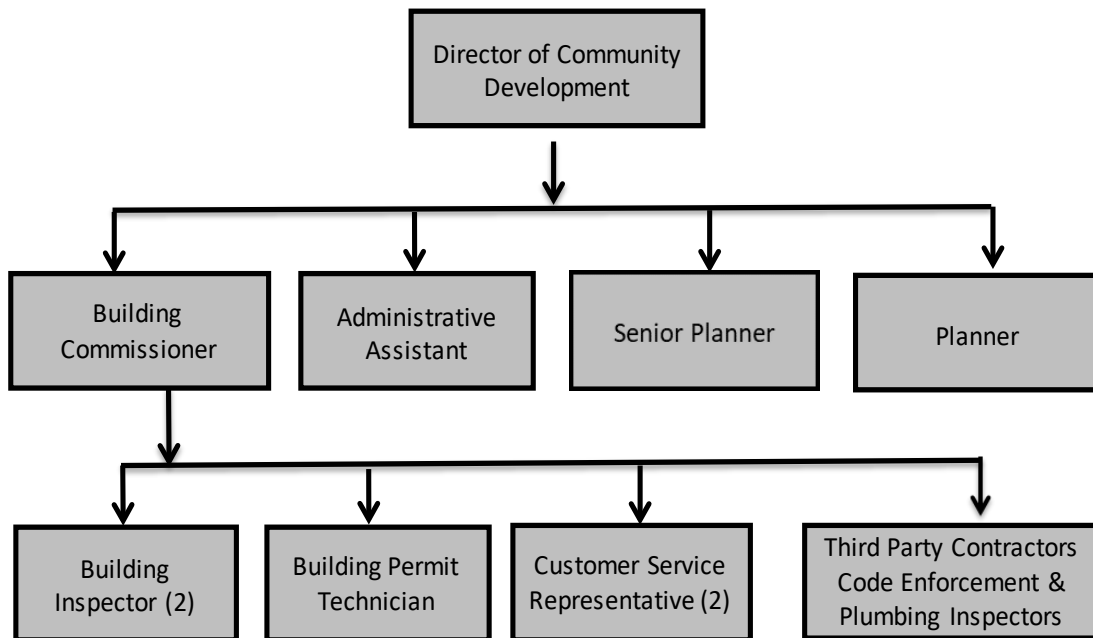 Director of Community
Development
Building
Commissioner
Administrative
Assistant
Senior Planner
Planner
Building
Inspector (2)
Building Permit
Technician
Customer Service
Representative (2)
Third Party Contractors
Code Enforcement &
Plumbing Inspectors